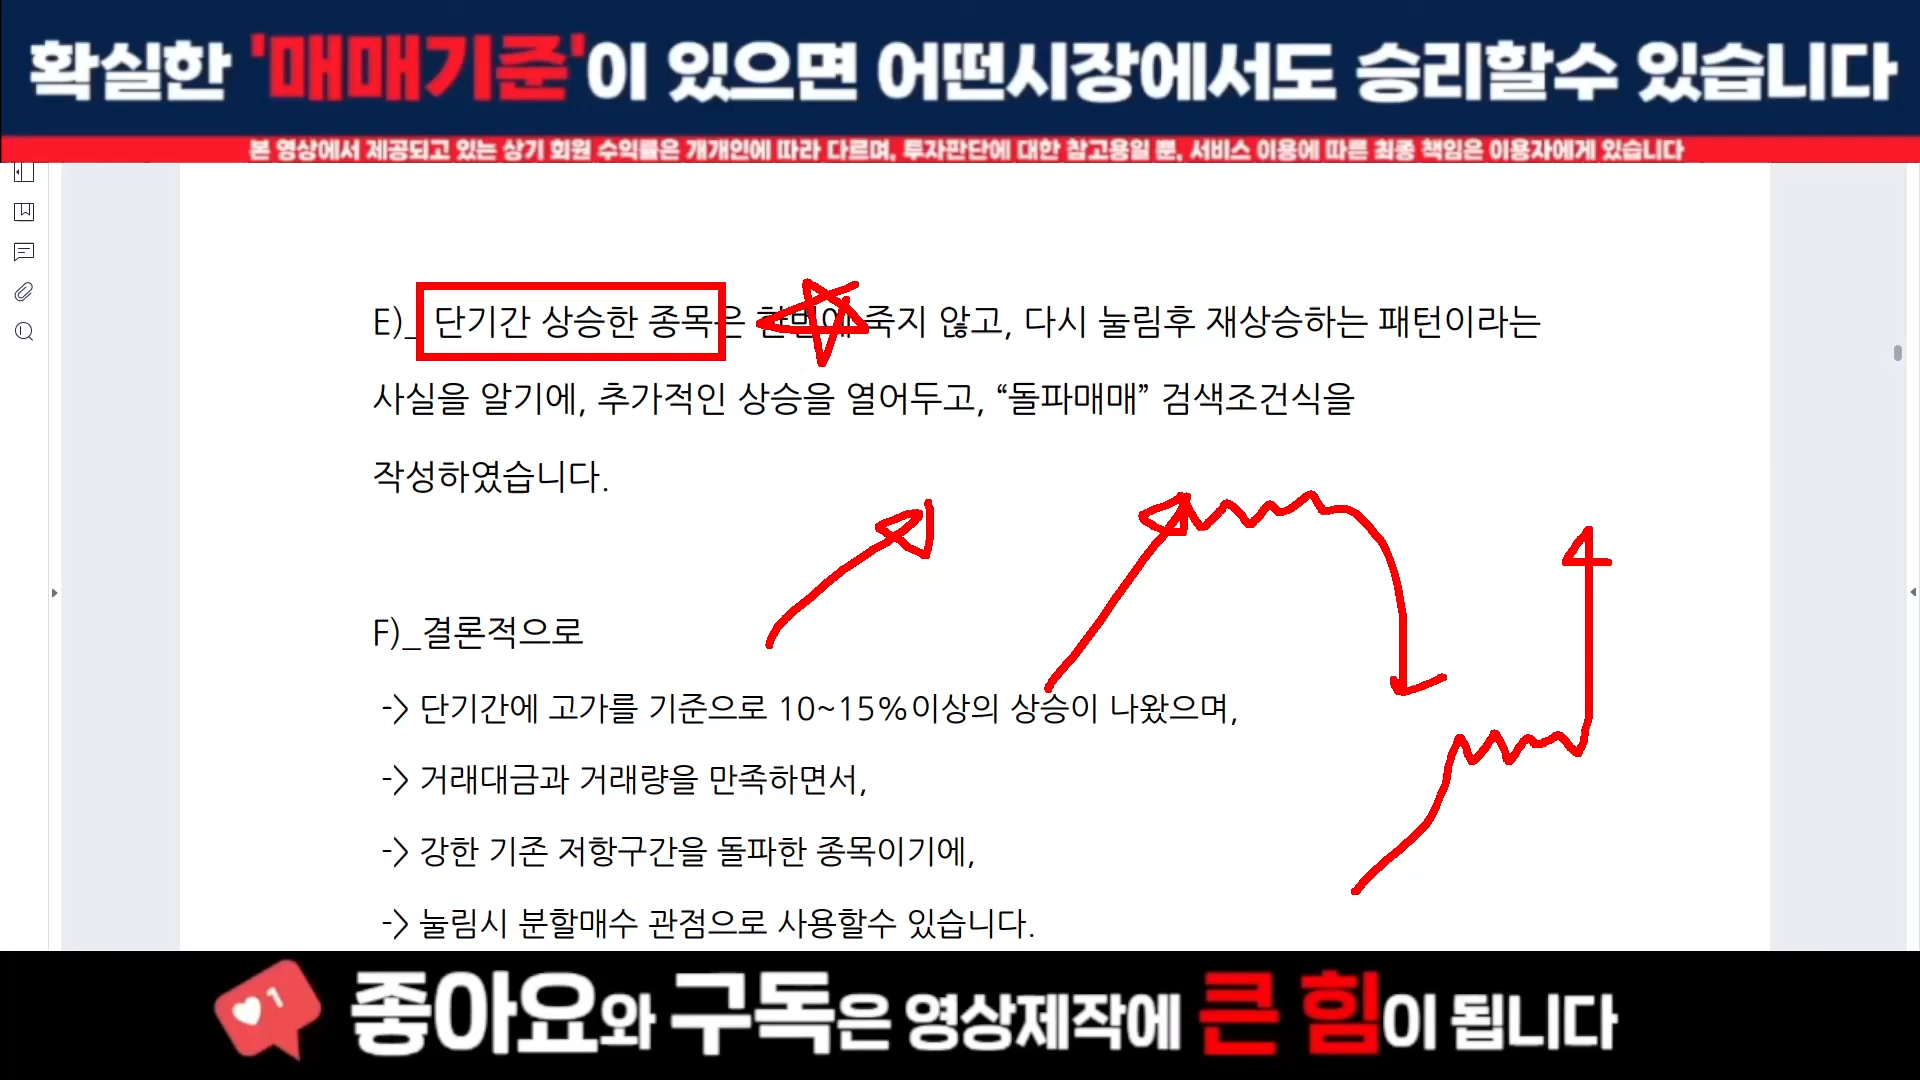 확실한 '매매기준'이 있으면 어떤시장에서도 승리할수 있습니다
본 영상에서 제공되고 있는 상기 회원 수익률은 개개인에 따라 다르며, 투자판단에 대한 참고용일 뿐, 서비스 이용에 따른 최종 책임은 이용자에게 있습니다
E)_ 단기간 상승한 종목은 한번에 죽지 않고, 다시 눌림후 재상승하는 패턴이라는
사실을 알기에, 추가적인 상승을 열어두고, “돌파매매” 검색조건식을
작성하였습니다.
F)_결론적으로
-> 단기간에 고가를 기준으로 10~15%이상의 상승이 나왔으며,
-> 거래대금과 거래량을 만족하면서,
-> 강한 기존 저항구간을 돌파한 종목이기에,
-> 눌림시 분할매수 관점으로 사용할수 있습니다.
1
좋아요와 구독은 영상제작에 큰 힘이 됩니다